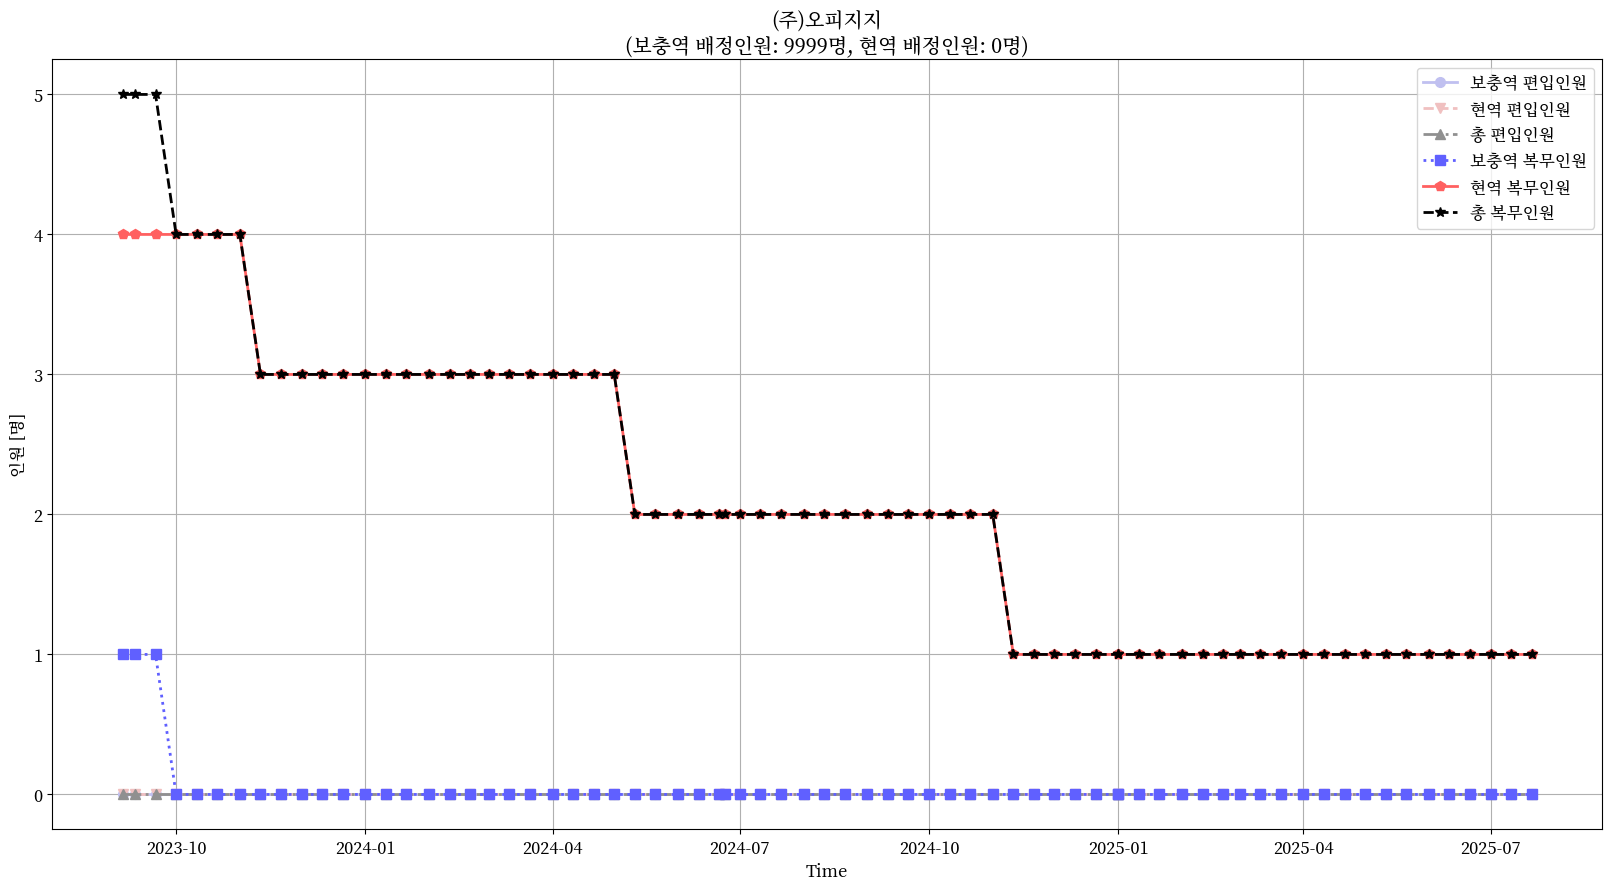 (주)오피지지
(보충역 배정인원: 9999명, 현역 배정인원: 0명)
보충역 편입인원
현역 편입인원
총 편입인원
보충역 복무인원
현역 복무인원
총 복무인원
인원 [명]
5
4
3
2
1
0
2023-10
2024-01
2024-04
2024-07
2024-10
2025-01
2025-04
2025-07
Time